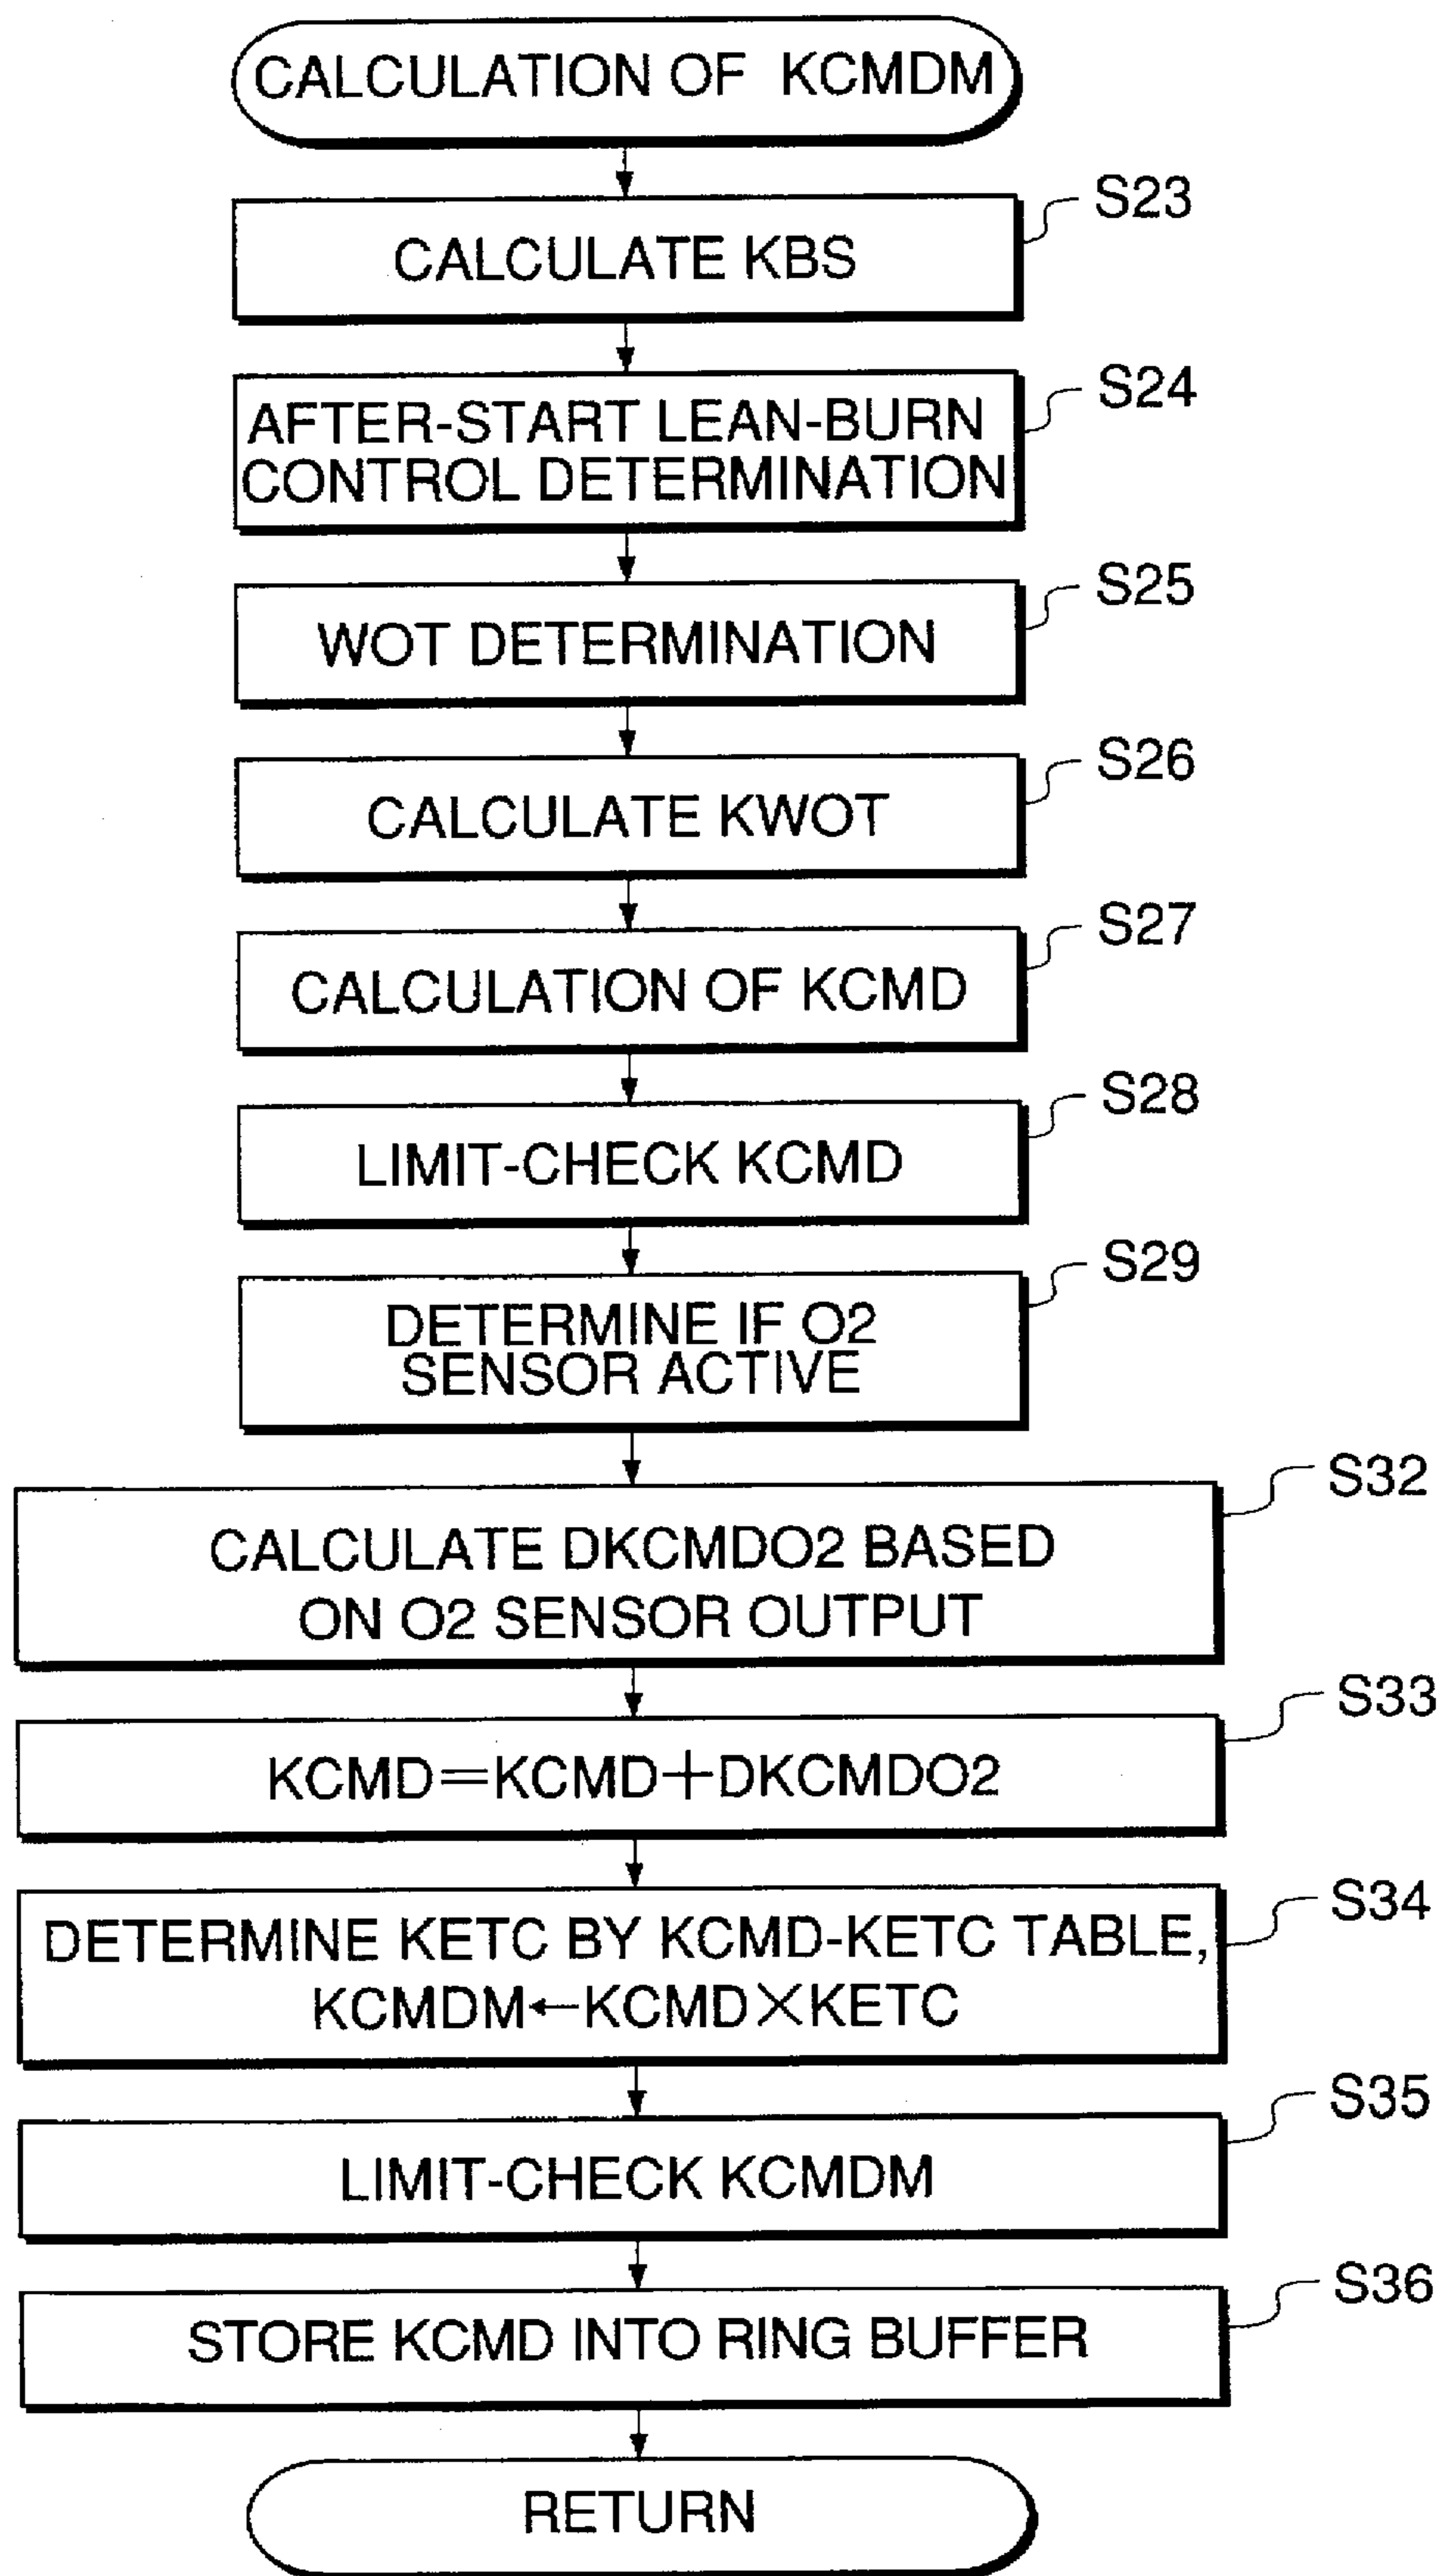 CALCULATION OF KCMDM
S23
CALCULATE KBS
S24
AFTER-START LEAN-BURN
CONTROL DETERMINATION
S25
WOT DETERMINATION
S26
CALCULATE KWOT
S27
CALCULATION OF KCMD
S28
LIMIT-CHECK KCMD
S29
DETERMINE IF O2
SENSOR ACTIVE
S32
CALCULATE DKCMDO2 BASED
ON O2 SENSOR OUTPUT
S33
KCMD=KCMD+DKCMDO2
S34
DETERMINE KETC BY KCMD-KETC TABLE,
KCMDM←KCMD×KETC
S35
LIMIT-CHECK KCMDM
S36
STORE KCMD INTO RING BUFFER
RETURN